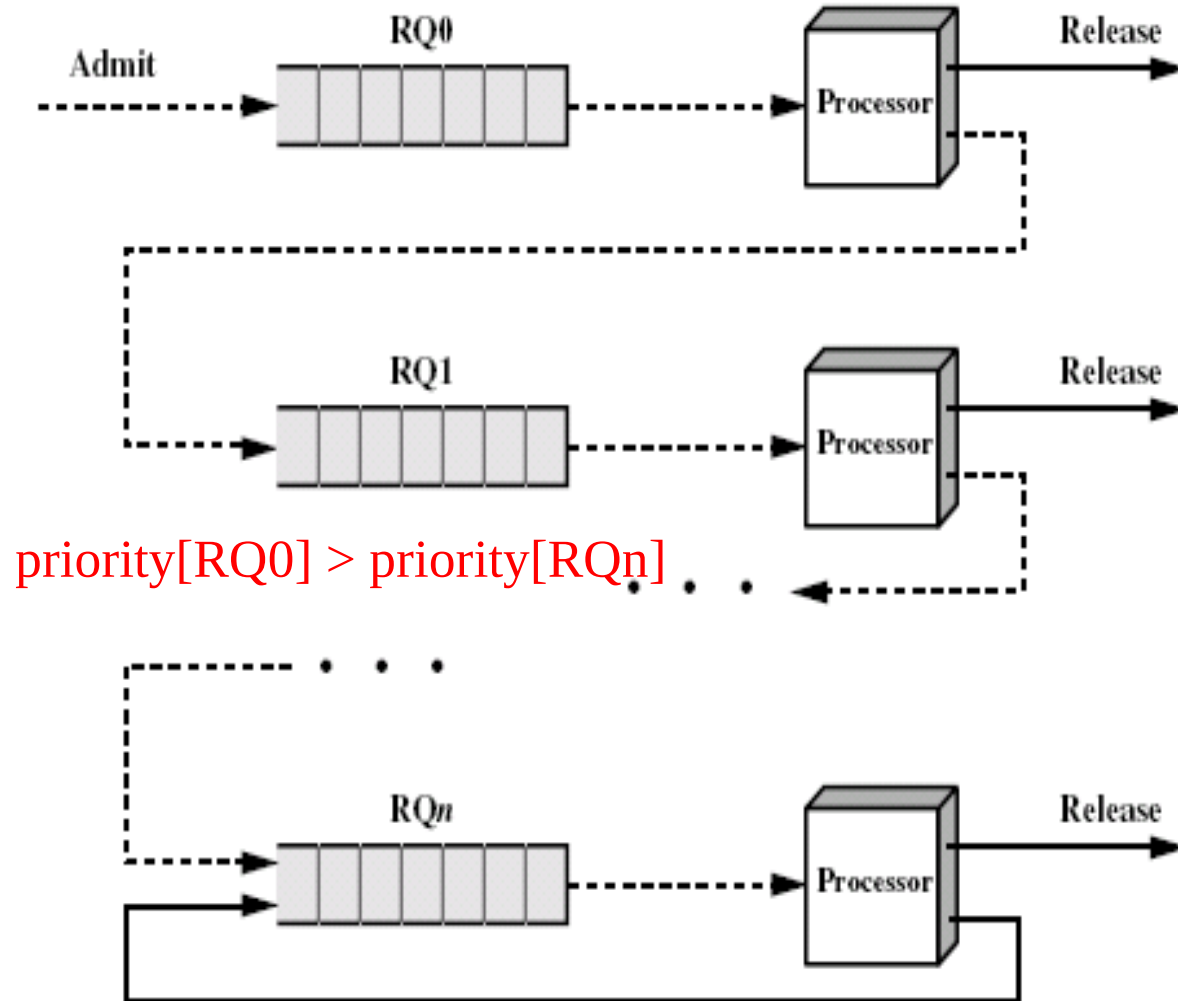 RQ0
Release
Admit
Processor
RQ1
Release
Processor
priority[RQ0] > priority[RQn]
. . .
. . .
RQn
Release
Processor